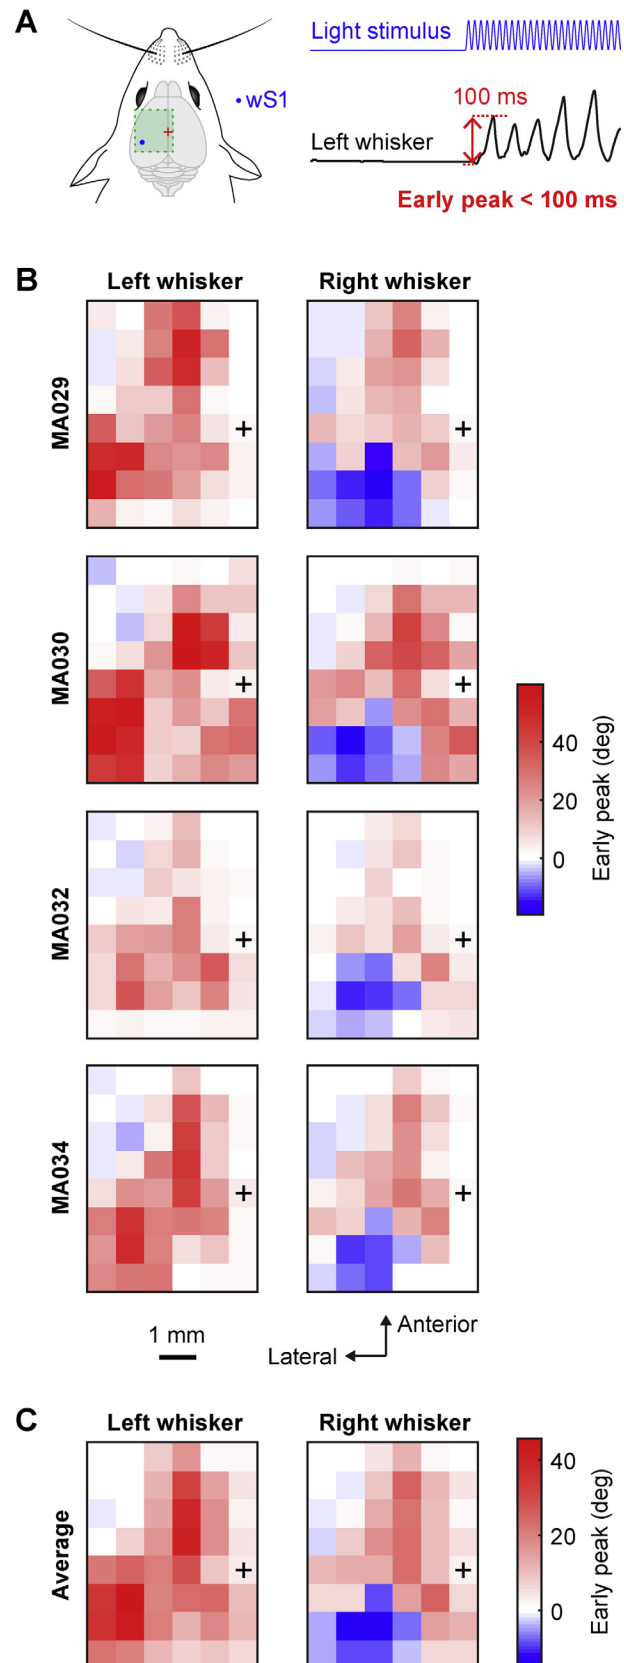 A
Light stimulus
wS1
100 ms
Left whisker
Early peak < 100 ms
B
Left whisker
Right whisker
MA029
+
+
MA030
+
+
40
20
0
Early peak (deg)
MA032
+
+
MA034
+
+
1 mm
Anterior
Lateral
C
Left whisker
Right whisker
Average
+
+
40
20
0
Early peak (deg)